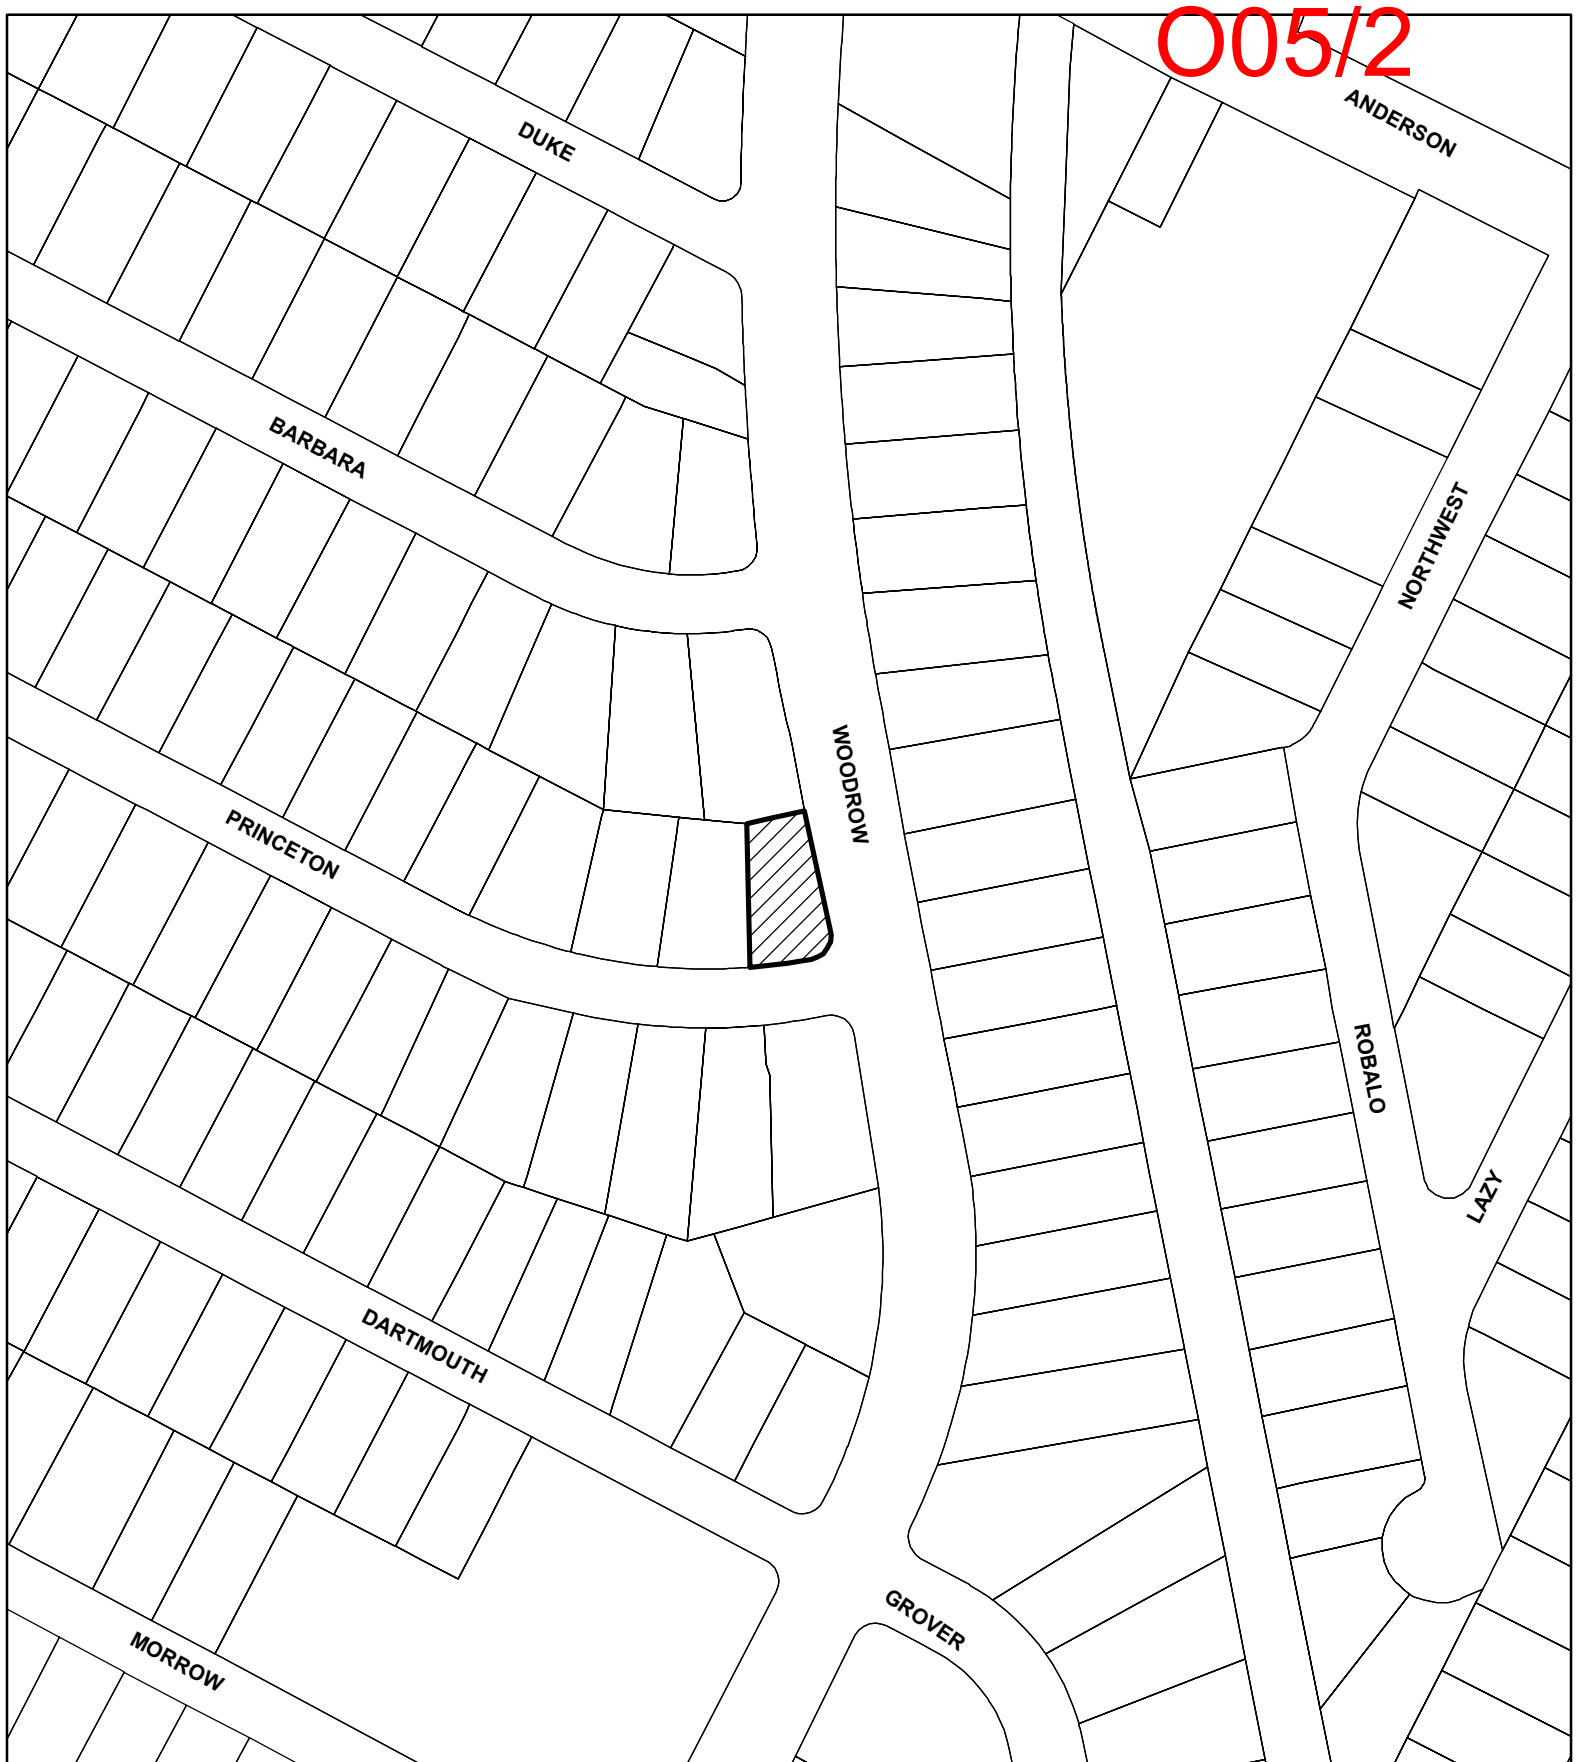 O05/2
ANDERSON
DUKE
BARBARA
NORTHWEST
WOODROW
PRINCETON
ROBALO
LAZY
DARTMOUTH
GROVER
MORROW